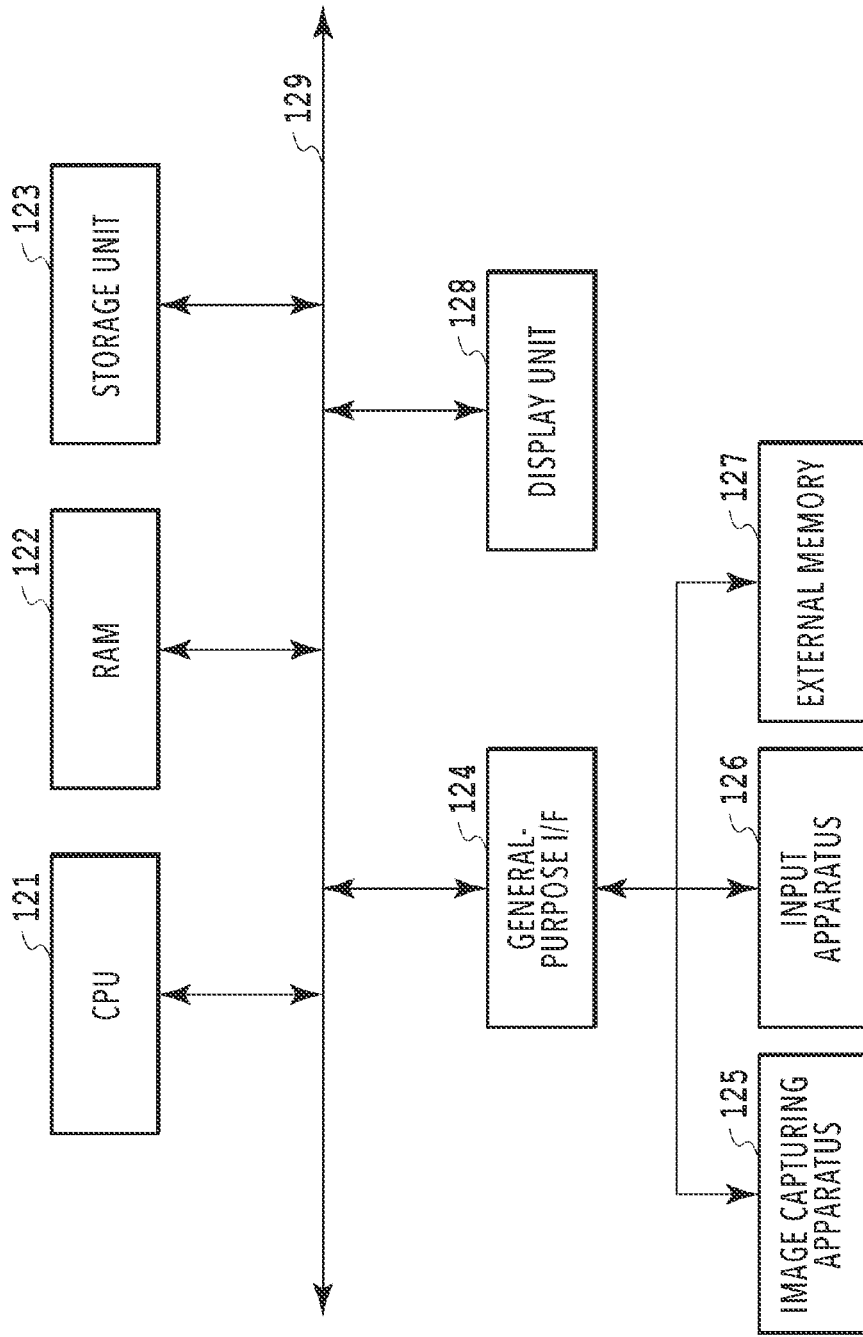 121
CPU
122
RAM
123
STORAGE UNIT
129
124
GENERAL-
PURPOSE I/F
128
DISPLAY UNIT
125
IMAGE CAPTURING
APPARATUS
126
INPUT
APPARATUS
127
EXTERNAL MEMORY